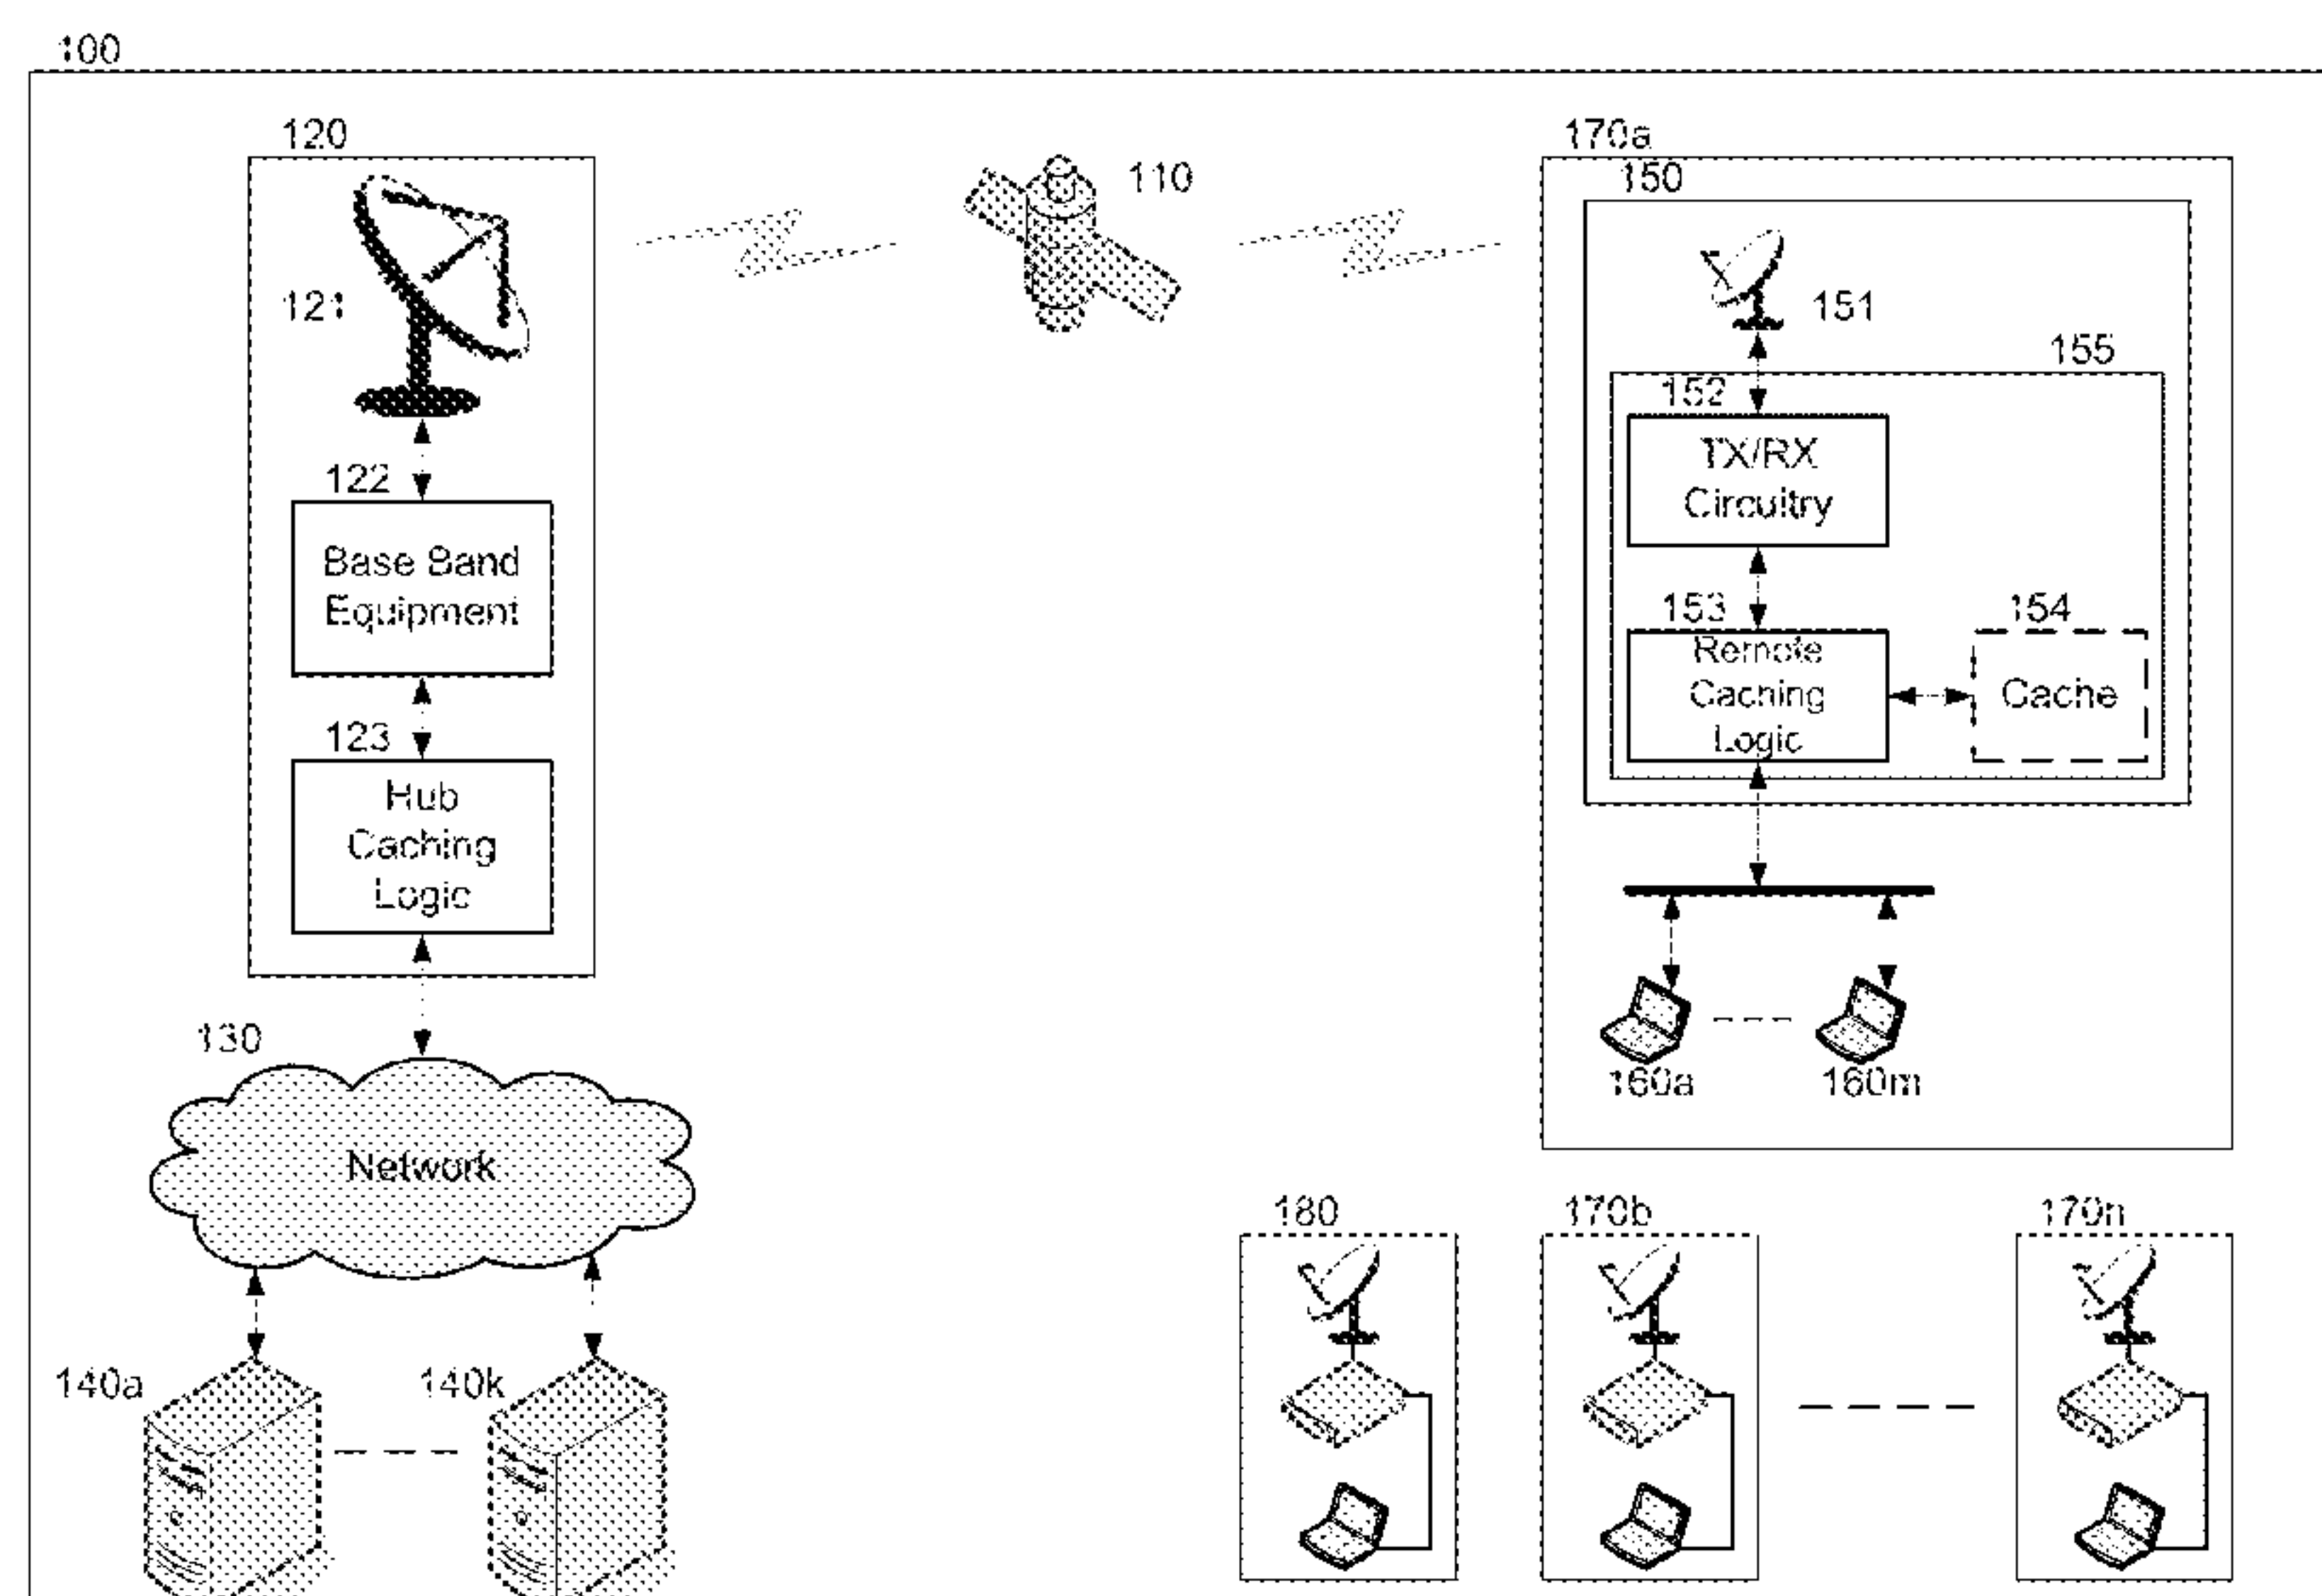 100
120
170a
150
110
121
151
155
152
TX/RX
Circuitry
122
Base Band
Equipment
153
154
Remote
Caching
Logic
Cache
123
Hub
Caching
Logic
130
160a
160m
Network
180
170b
170n
140a
140k